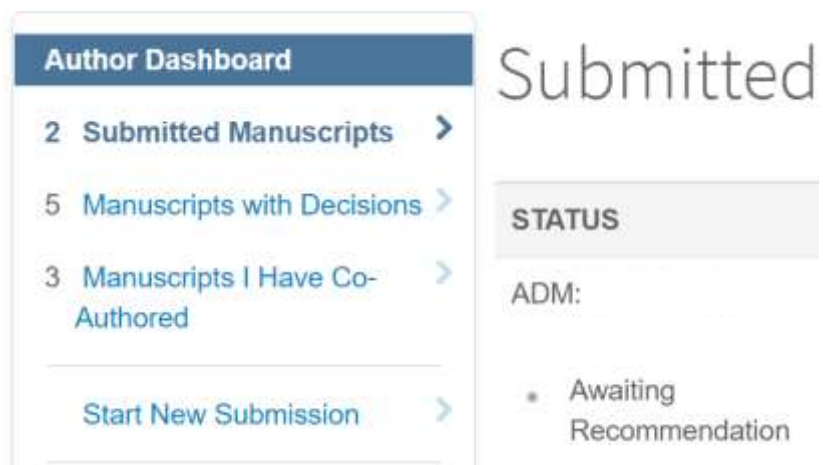 Author Dashboard
2 Submitted Manuscripts
5 Manuscripts with Decisions
3 Manuscripts I Have Co-
Authored
Start New Submission
Submitted
STATUS
ADM:
Awaiting
Recommendation